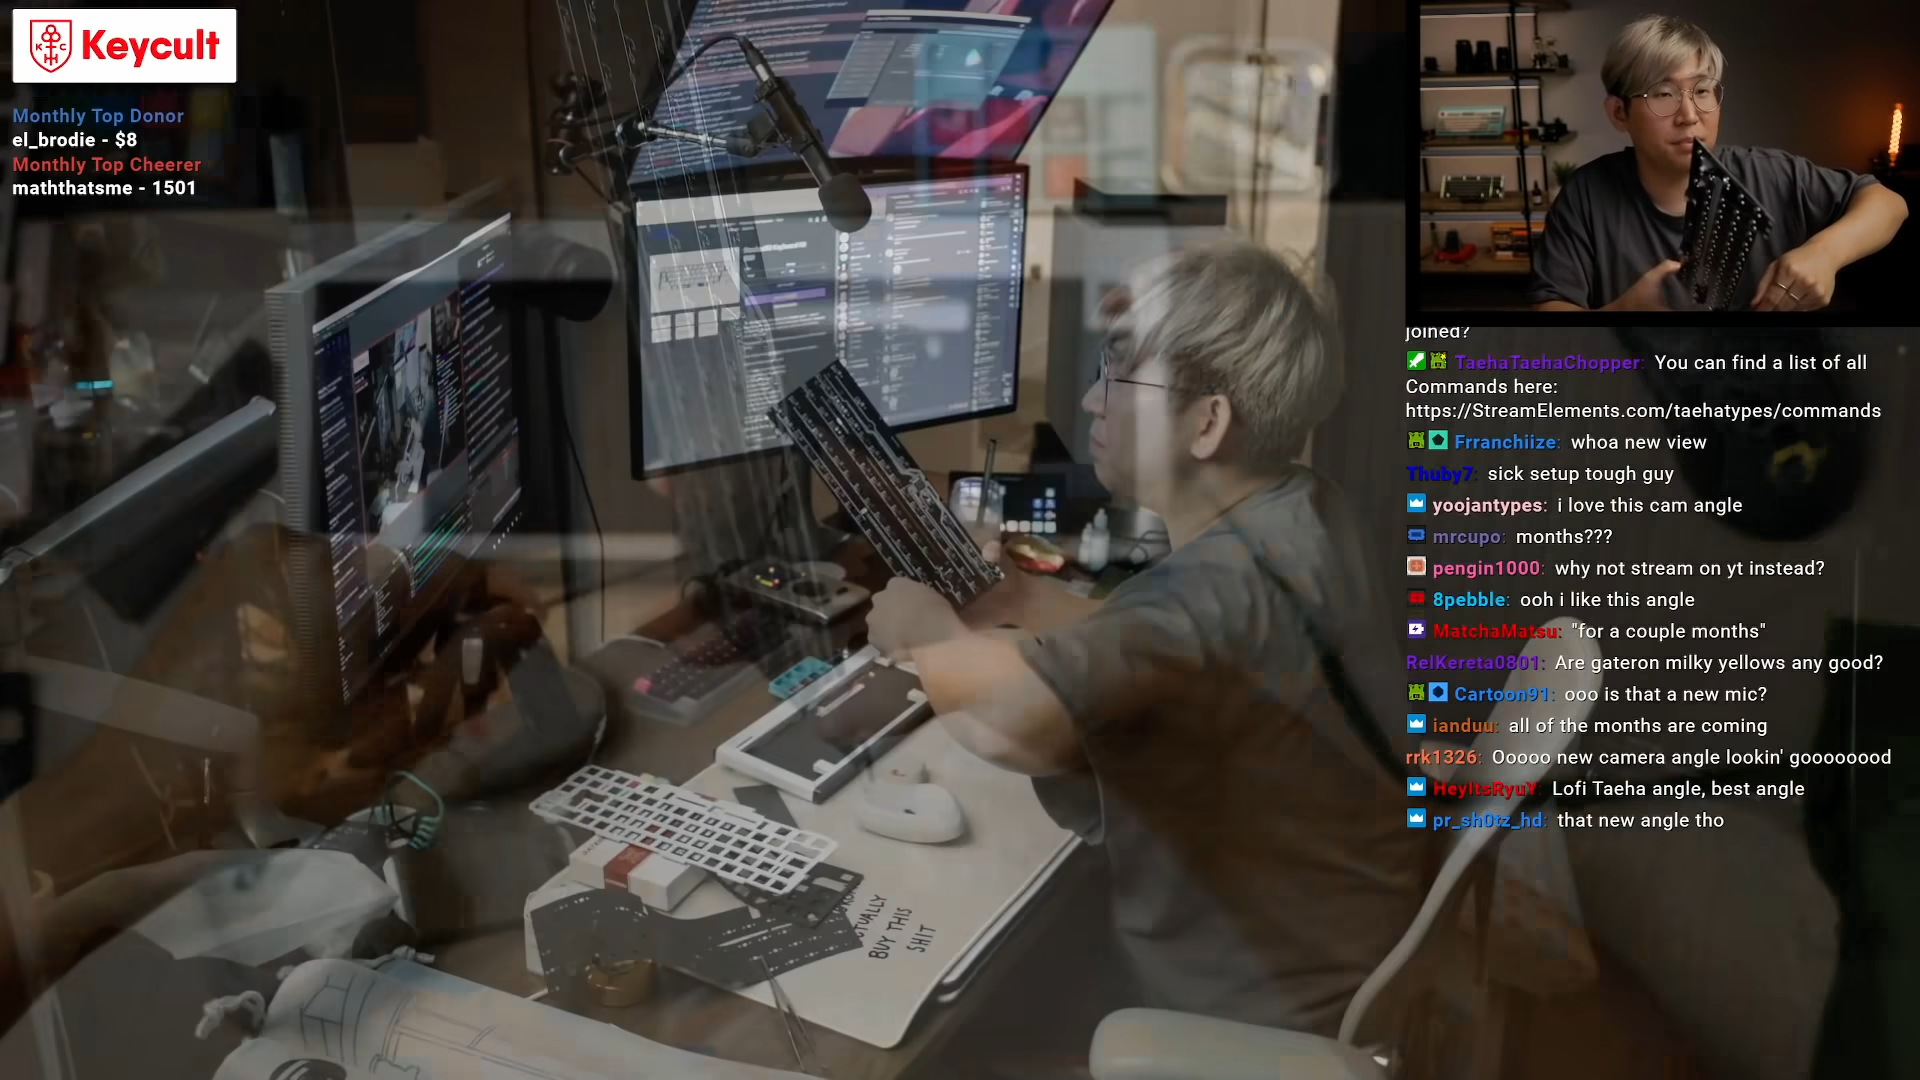 KTC
Keycult
Monthly Top Donor
el_brodie - $8
Monthly Top Cheerer
maththatsme - 1501
joined?
TaehaTaehaChopper: You can find a list of all
Commands here:
https://StreamElements.com/taehatypes/commands
Frranchiize: whoa new view
Thuby7: sick setup tough guy
yoojantypes: i love this cam angle
mrcupo: months???
pengin1000: why not stream on yt instead?
8pebble: ooh i like this angle
MatchaMatsu: "for a couple months"
RelKereta0801: Are gateron milky yellows any good?
Cartoon91: ooo is that a new mic?
ianduu: all of the months are coming
rrk1326: Ooooo new camera angle lookin' goooooood
HeyItsRyuY: Lofi Taeha angle, best angle
pr_sh0tz_hd: that new angle tho
BUY THIS
SHIT